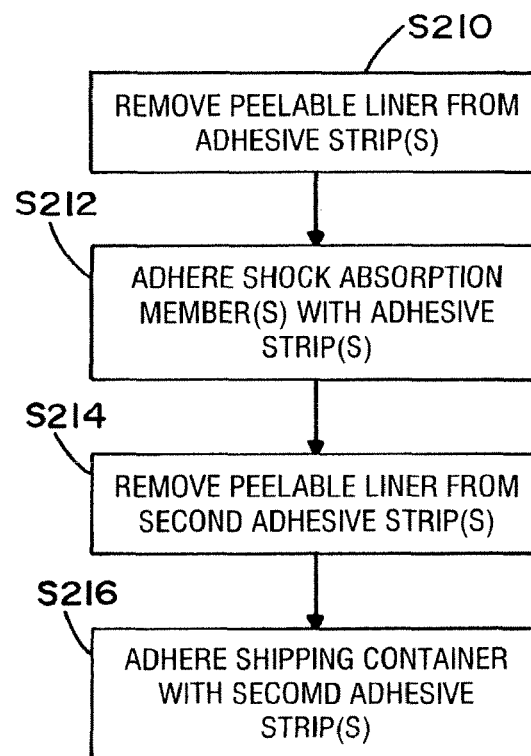 S210
REMOVE PEELABLE LINER FROM
ADHESIVE STRIP(S)
S212
ADHERE SHOCK ABSORPTION
MEMBER(S) WITH ADHESIVE
STRIP(S)
S214
REMOVE PEELABLE LINER FROM
SECOND ADHESIVE STRIP(S)
S216
ADHERE SHIPPING CONTAINER
WITH SECOMD ADHESIVE
STRIP(S)